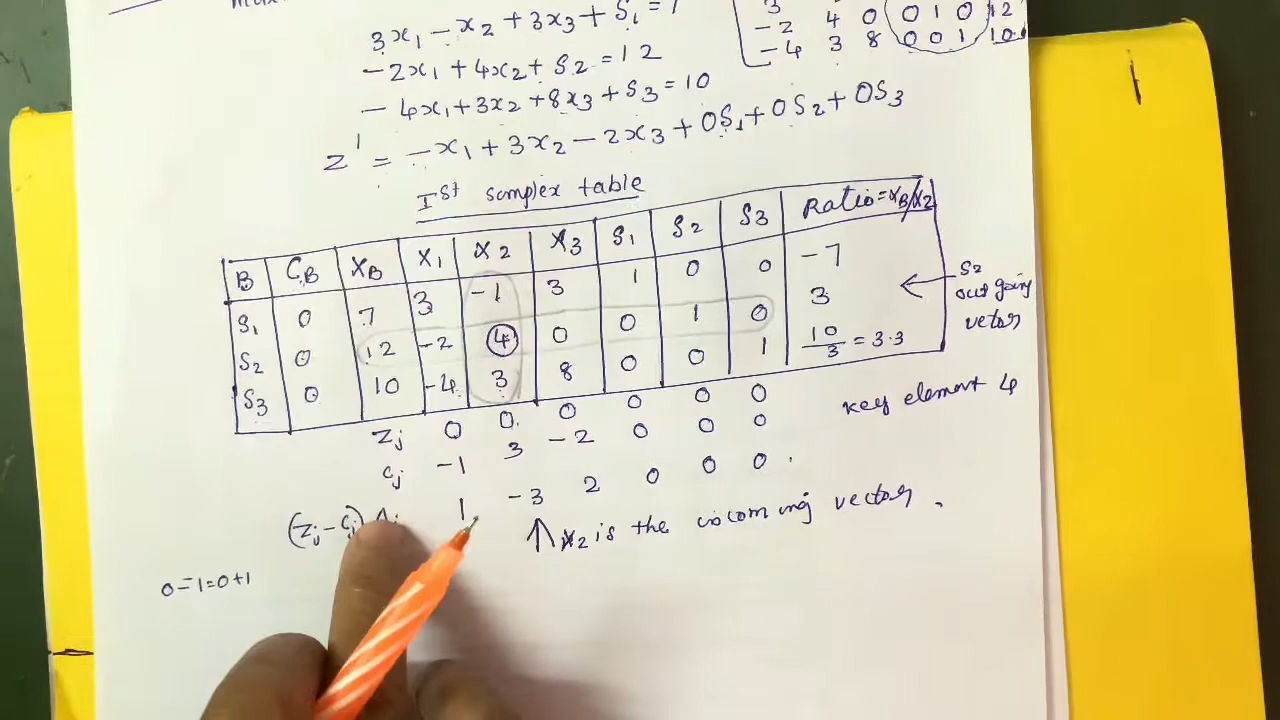 3x1 - x2 + 3x3 + S1 = 7
-2x1 + 4x2 + S2 = 12
- 4x1 + 3x2 + 8x3 + S3 = 10
3
-2 4 0 0 1 0 12
-4 3 8 0 0 1 10
Z' = -x1 + 3x2 - 2x3 + 0S1 + 0S2 + 0S3
Ist samplex table
B CB XB X1 X2 X3 S1 S2 S3 Ratio = XB/X2
S1 0 7 3 -1 3 1 0 0 -7
S2 0 12 -2 4 0 0 1 0 3
S3 0 10 -4 3 8 0 0 1 10/3 = 3.3
← S2
out going
vetor
Zj 0 0 0 0 0 0
Cj -1 3 -2 0 0 0
(Zj - Cj) 1 -3 2 0 0 0
key element 4
↑ X2 is the incoming vector.
0 - -1 = 0+1